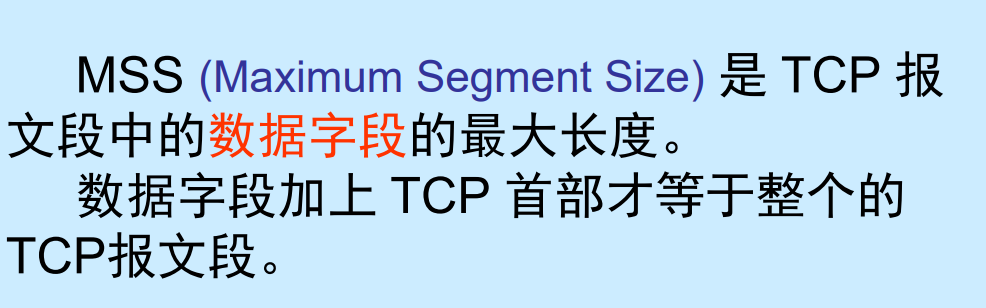 MSS (Maximum Segment Size) 是 TCP 报
文段中的数据字段的最大长度。
数据字段加上 TCP 首部才等于整个的
TCP报文段。